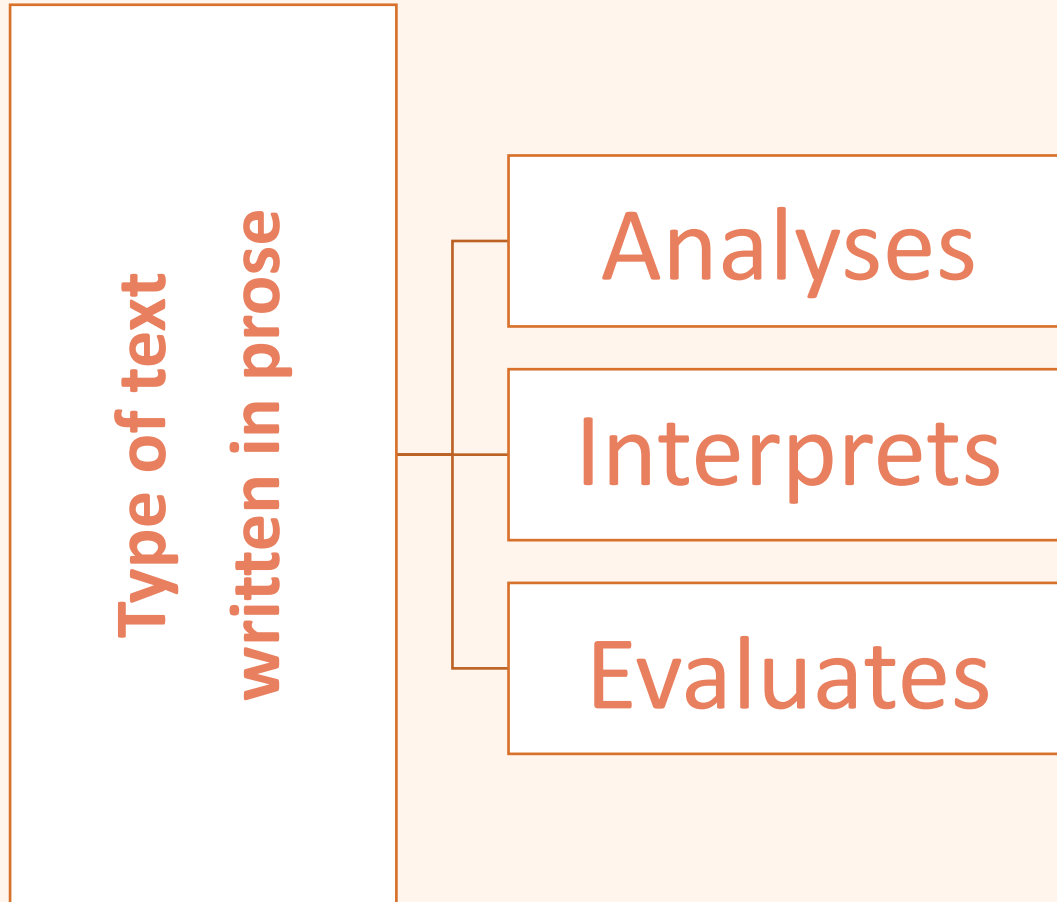 Type of text
written in prose
Analyses
Interprets
Evaluates